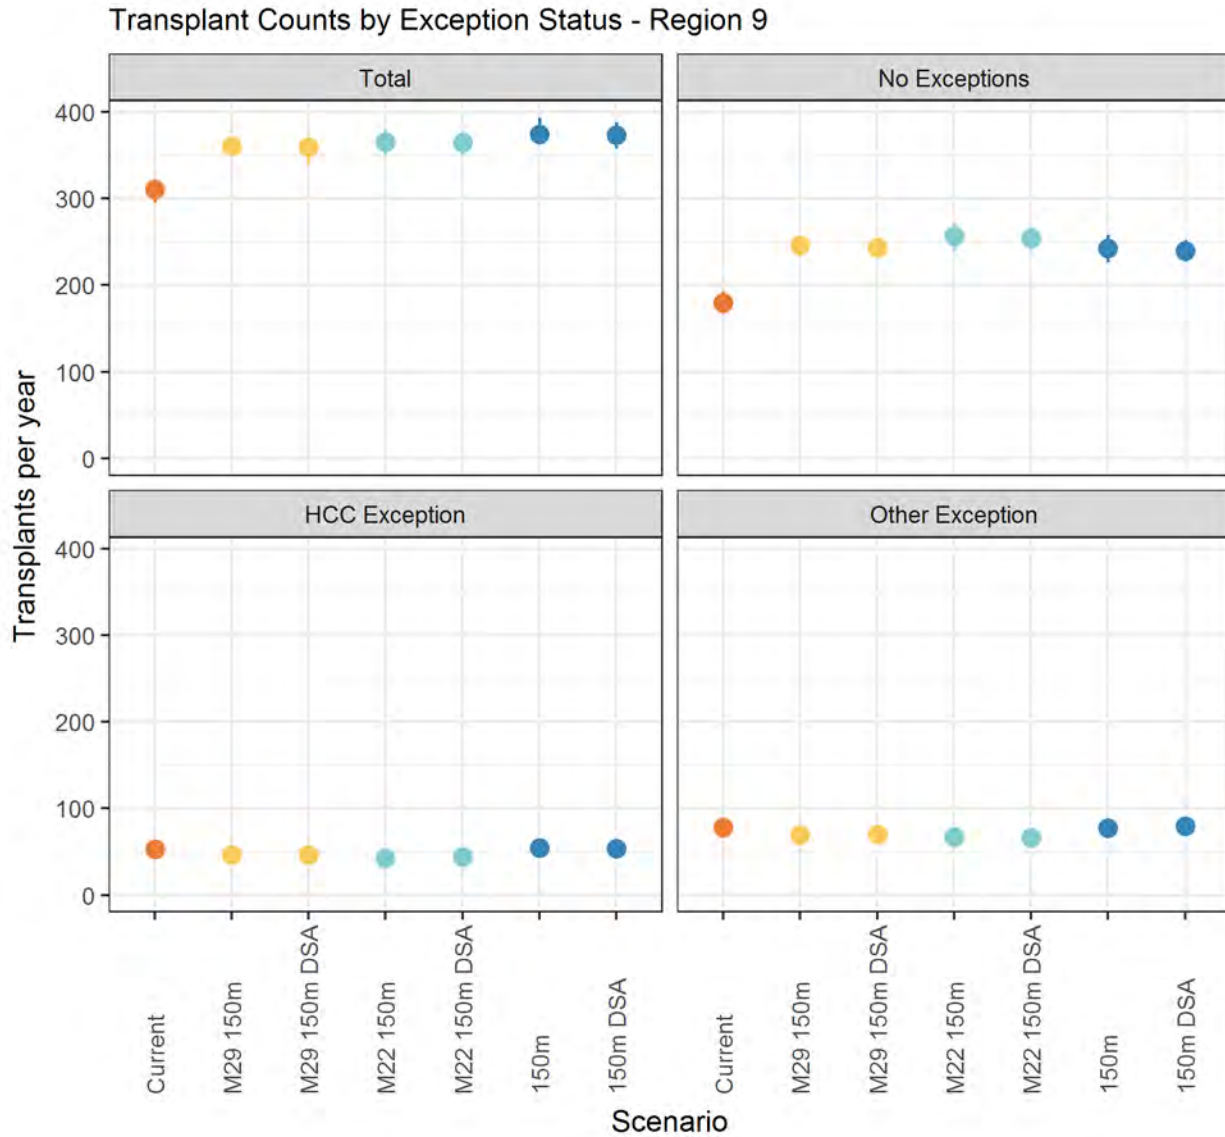 Transplant Counts by Exception Status - Region 9
Total
No Exceptions
400
300
200
100
0
HCC Exception
Other Exception
400
300
200
100
0
Transplants per year
Current
M29 150m
M29 150m DSA
M22 150m
M22 150m DSA
150m
150m DSA
Current
M29 150m
M29 150m DSA
M22 150m
M22 150m DSA
150m
150m DSA
Scenario